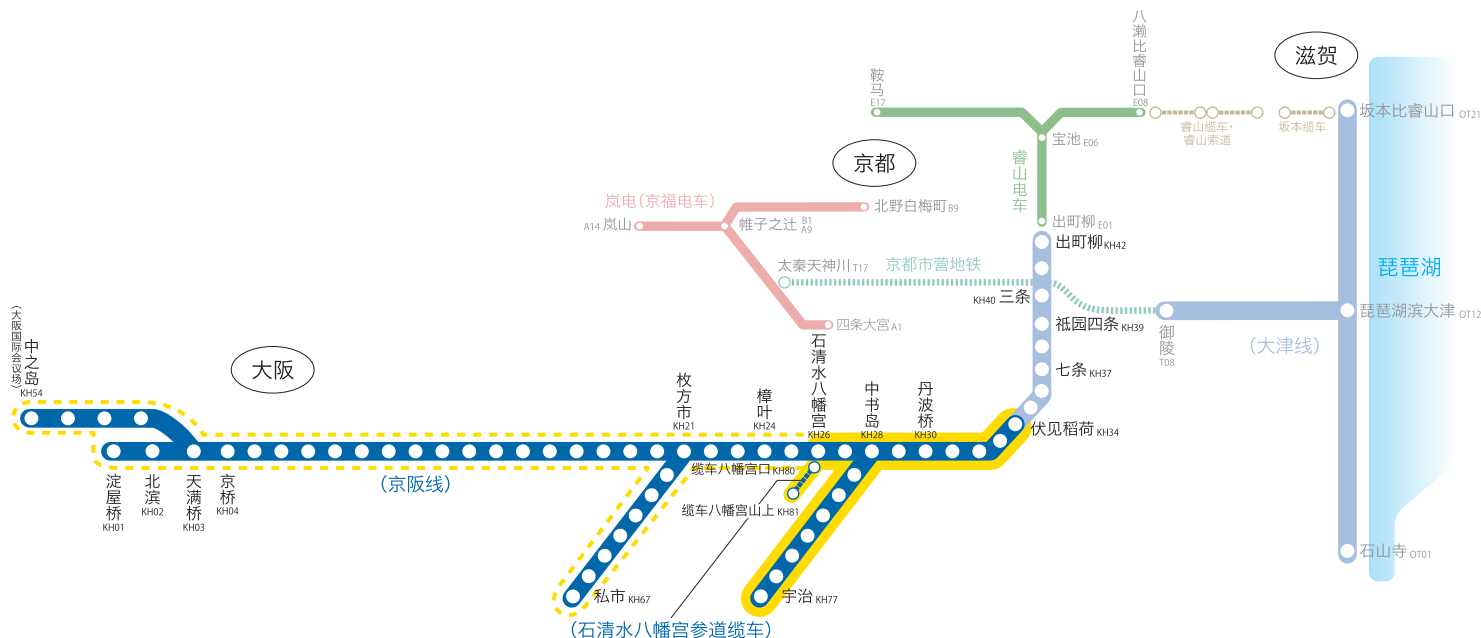 八濑比睿山口
E08
滋贺
鞍马
E17
睿山缆车·
睿山索道
坂本缆车
坂本比睿山口 OT21
宝池 E06
京都
睿山电车
岚电（京福电车）
北野白梅町 B9
A14 岚山
帷子之辻 B1
A9
出町柳 E01
出町柳 KH42
太秦天神川 T17
京都市营地铁
琵琶湖
KH40 三条
四条大宫 A1
祇园四条 KH39
御陵
T08
琵琶湖滨大津 OT12
（大津线）
七条 KH37
（大阪国际会议场）
中之岛
KH54
大阪
枚方市
KH21
樟叶
KH24
石清水八幡宫
KH26
中书岛
KH28
丹波桥
KH30
伏见稻荷 KH34
淀屋桥
KH01
北滨
KH02
天满桥
KH03
京桥
KH04
（京阪线）
缆车八幡宫口 KH80
缆车八幡宫山上 KH81
石山寺 OT01
私市 KH67
宇治 KH77
（石清水八幡宫参道缆车）